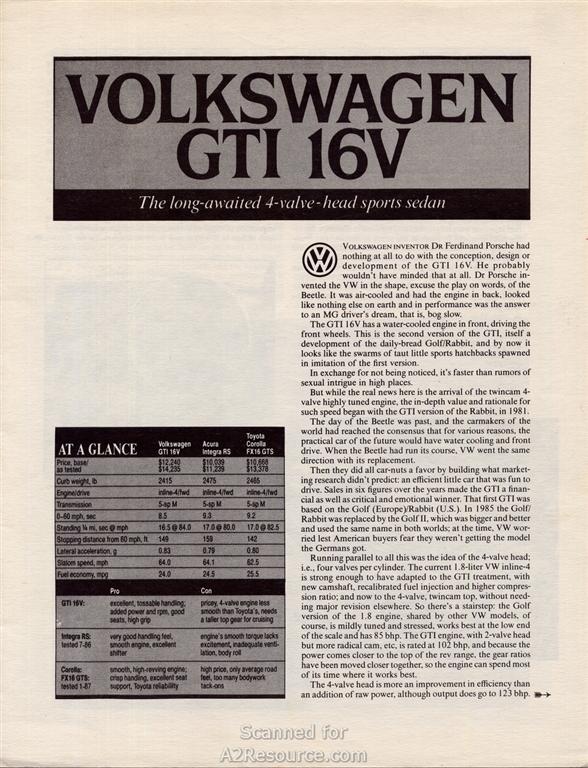 VOLKSWAGEN
GTI 16V
The long-awaited 4-valve-head sports sedan
VOLKSWAGEN INVENTOR DR Ferdinand Porsche had
nothing at all to do with the conception, design or
development of the GTI 16V. He probably
wouldn't have minded that at all. Dr Porsche in-
vented the VW in the shape, excuse the play on words, of the
Beetle. It was air-cooled and had the engine in back, looked
like nothing else on earth and in performance was the answer
to an MG driver's dream, that is, bog slow.
The GTI 16V has a water-cooled engine in front, driving the
front wheels. This is the second version of the GTI, itself a
development of the daily-bread Golf/Rabbit, and by now it
looks like the swarms of taut little sports hatchbacks spawned
in imitation of the first version.
In exchange for not being noticed, it's faster than rumors of
sexual intrigue in high places.
But while the real news here is the arrival of the twincam 4-
valve highly tuned engine, the in-depth value and rationale for
such speed began with the GTI version of the Rabbit, in 1981.
The day of the Beetle was past, and the carmakers of the
world had reached the consensus that for various reasons, the
practical car of the future would have water cooling and front
drive. When the Beetle had run its course, VW went the same
direction with its replacement.
Then they did all car-nuts a favor by building what market-
ing research didn't predict: an efficient little car that was fun to
drive. Sales in six figures over the years made the GTI a finan-
cial as well as critical and emotional winner. That first GTI was
based on the Golf (Europe)/Rabbit (U.S.). In 1985 the Golf/
Rabbit was replaced by the Golf II, which was bigger and better
and used the same name in both worlds; at the time, VW wor-
ried lest American buyers fear they weren't getting the model
the Germans got.
Running parallel to all this was the idea of the 4-valve head;
i.e., four valves per cylinder. The current 1.8-liter VW inline-4
is strong enough to have adapted to the GTI treatment, with
new camshaft, recalibrated fuel injection and higher compres-
sion ratio; and now to the 4-valve, twincam top, without need-
ing major revision elsewhere. So there's a stairstep: the Golf
version of the 1.8 engine, shared by other VW models, of
course, is mildly tuned and stressed, works best at the low end
of the scale and has 85 bhp. The GTI engine, with 2-valve head
but more radical cam, etc, is rated at 102 bhp, and because the
power comes closer to the top of the rev range, the gear ratios
have been moved closer together, so the engine can spend most
of its time where it works best.
The 4-valve head is more an improvement in efficiency than
an addition of raw power, although output does go to 123 bhp.
AT A GLANCE Volkswagen GTI 16V Acura Integra RS Toyota Corolla FX16 GTS
Price, base/ $12,240 $10,039 $10,668
as tested $14,235 $11,239 $13,378
Curb weight, lb 2415 2475 2465
Engine/drive inline-4/fwd inline-4/fwd inline-4/fwd
Transmission 5-sp M 5-sp M 5-sp M
0–60 mph, sec 8.5 9.3 9.2
Standing ¼ mi, sec @ mph 16.5 @ 84.0 17.0 @ 80.0 17.0 @ 82.5
Stopping distance from 60 mph, ft 149 159 142
Lateral acceleration, g 0.83 0.79 0.80
Slalom speed, mph 64.0 64.1 62.5
Fuel economy, mpg 24.0 24.5 25.5
Pro Con
GTI 16V: excellent, tossable handling; pricey, 4-valve engine less
added power and rpm, good smooth than Toyota's, needs
seats, high grip a taller top gear for cruising
Integra RS: very good handling feel, engine's smooth torque lacks
tested 7-86 smooth engine, excellent excitement, inadequate venti-
shifter lation, body roll
Corolla: smooth, high-revving engine; high price, only average road
FX16 GTS: crisp handling, excellent seat feel, too many bodywork
tested 1-87 support, Toyota reliability tack-ons
Scanned for
A2Resource.com